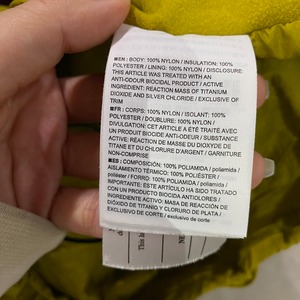 ■EN: BODY: 100% NYLON / INSULATION: 100%
POLYESTER / LINING: 100% NYLON / DISCLOSURE:
THIS ARTICLE WAS TREATED WITH AN
ANTI-ODOUR BIOCIDAL PRODUCT / ACTIVE
INGREDIENT: REACTION MASS OF TITANIUM
DIOXIDE AND SILVER CHLORIDE / EXCLUSIVE OF
TRIM
■FR : CORPS: 100% NYLON / ISOLANT: 100%
POLYESTER / DOUBLURE: 100% NYLON /
DIVULGATION: CET ARTICLE A ÉTÉ TRAITÉ AVEC
UN PRODUIT BIOCIDE ANTI-ODEUR/ SUBSTANCE
ACTIVE: RÉACTION DE MASSE DU DIOXYDE DE
TITANE ET DU CHLORURE D'ARGENT / GARNITURE
NON-COMPRISE
■ES : COMPOSICIÓN: 100% POLIAMIDA / poliamida /
AISLAMIENTO TÉRMICO: 100% POLIÉSTER /
poliéster / FORRO: 100% POLIAMIDA / poliamida /
IMPORTANTE: ÉSTE ARTÍCULO HA SIDO TRATADO
CON UN PRODUCTO BIOCIDA ANTIOLORES /
INGREDIENTE ACTIVO: MASA DE REACCIÓN DE
DIÓXIDO DE TITANIO Y CLORURO DE PLATA /
EXCLUSIVO DE CORTE / exclusivo de corte